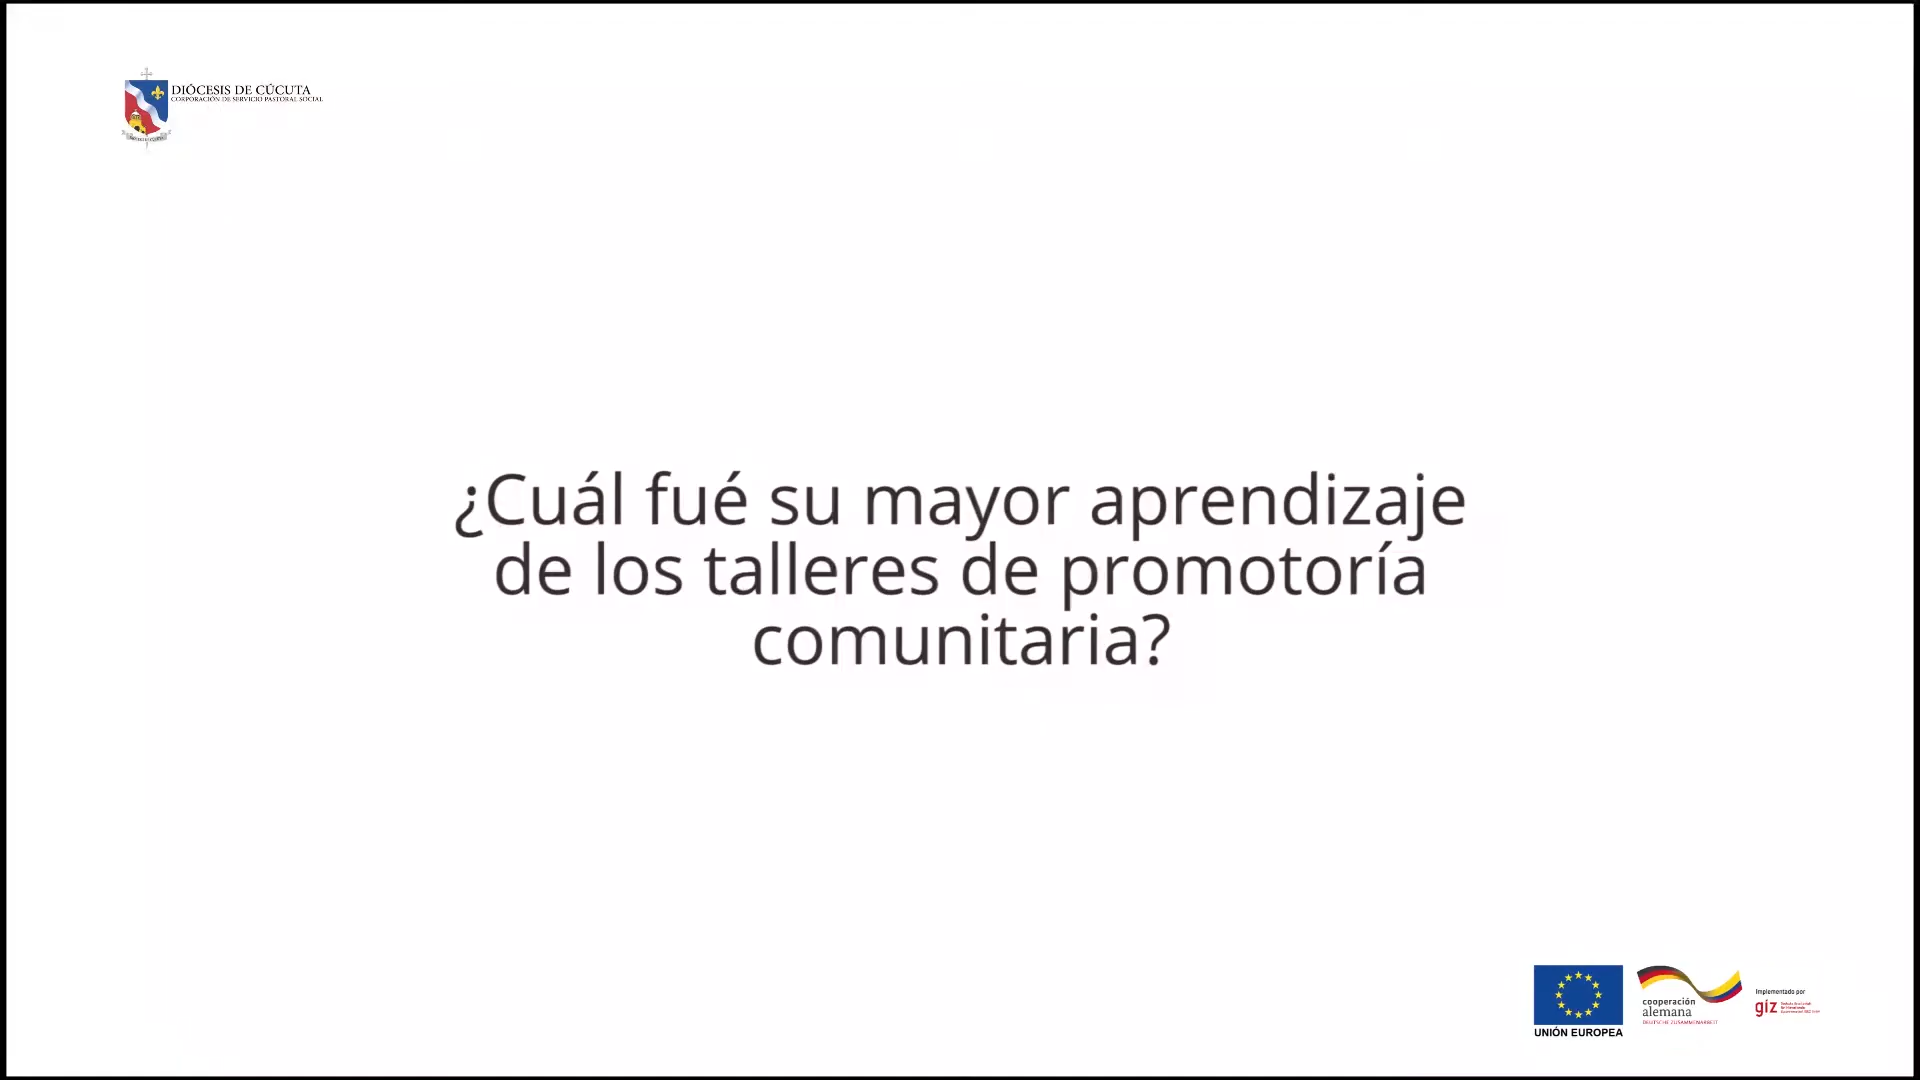 DIÓCESIS DE CÚCUTA
CORPORACIÓN DE SERVICIO PASTORAL SOCIAL
¿Cuál fué su mayor aprendizaje
de los talleres de promotoría
comunitaria?
UNIÓN EUROPEA
cooperación
alemana
DEUTSCHE ZUSAMMENARBEIT
Implementado por
giz